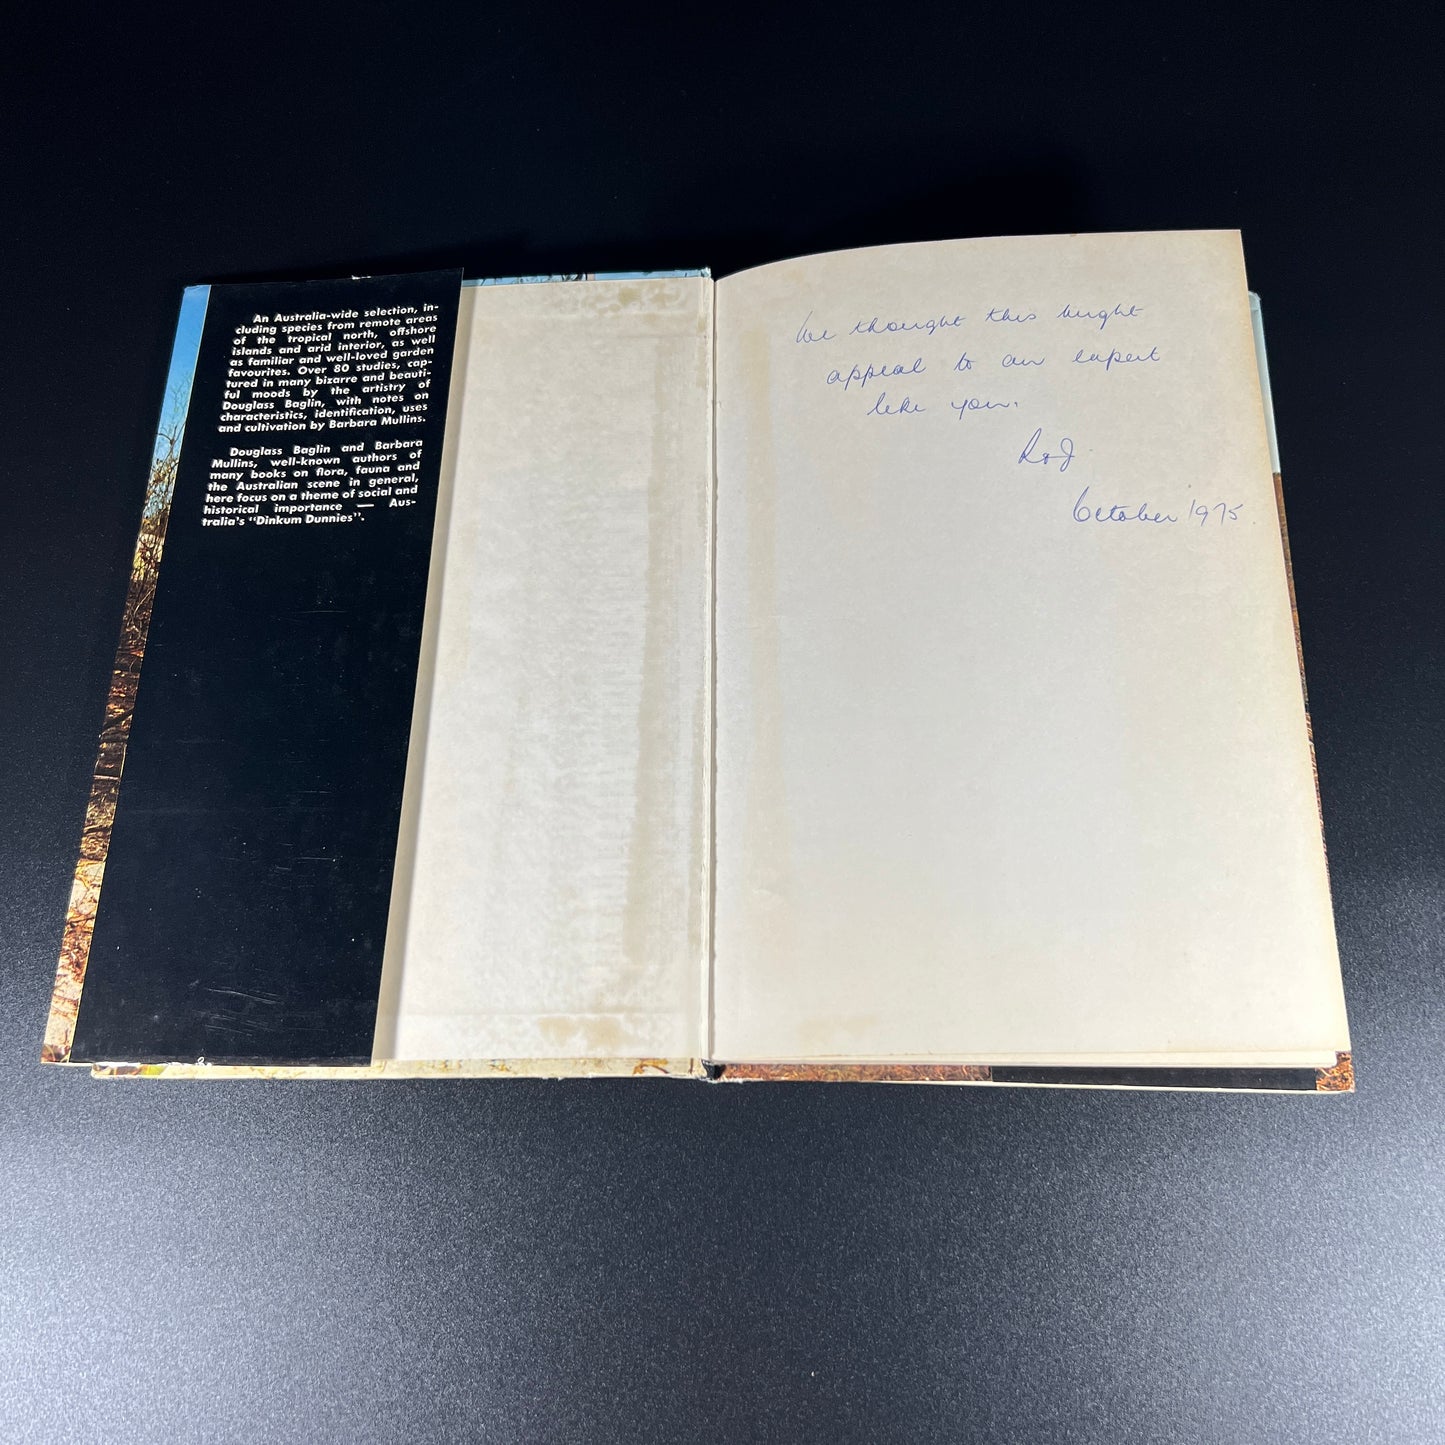 An Australia-wide selection, in-
cluding species from remote areas
of the tropical north, offshore
islands and arid interior, as well
as familiar and well-loved garden
favourites. Over 80 studies, cap-
tured in many bizarre and beauti-
ful moods by the artistry of
Douglass Baglin, with notes on
characteristics, identification, uses
and cultivation by Barbara Mullins.
Douglass Baglin and Barbara
Mullins, well-known authors of
many books on flora, fauna and
the Australian scene in general,
here focus on a theme of social and
historical importance — Aus-
tralia's "Dinkum Dunnies".
We thought this might
appeal to an expert
like you.
October 1975